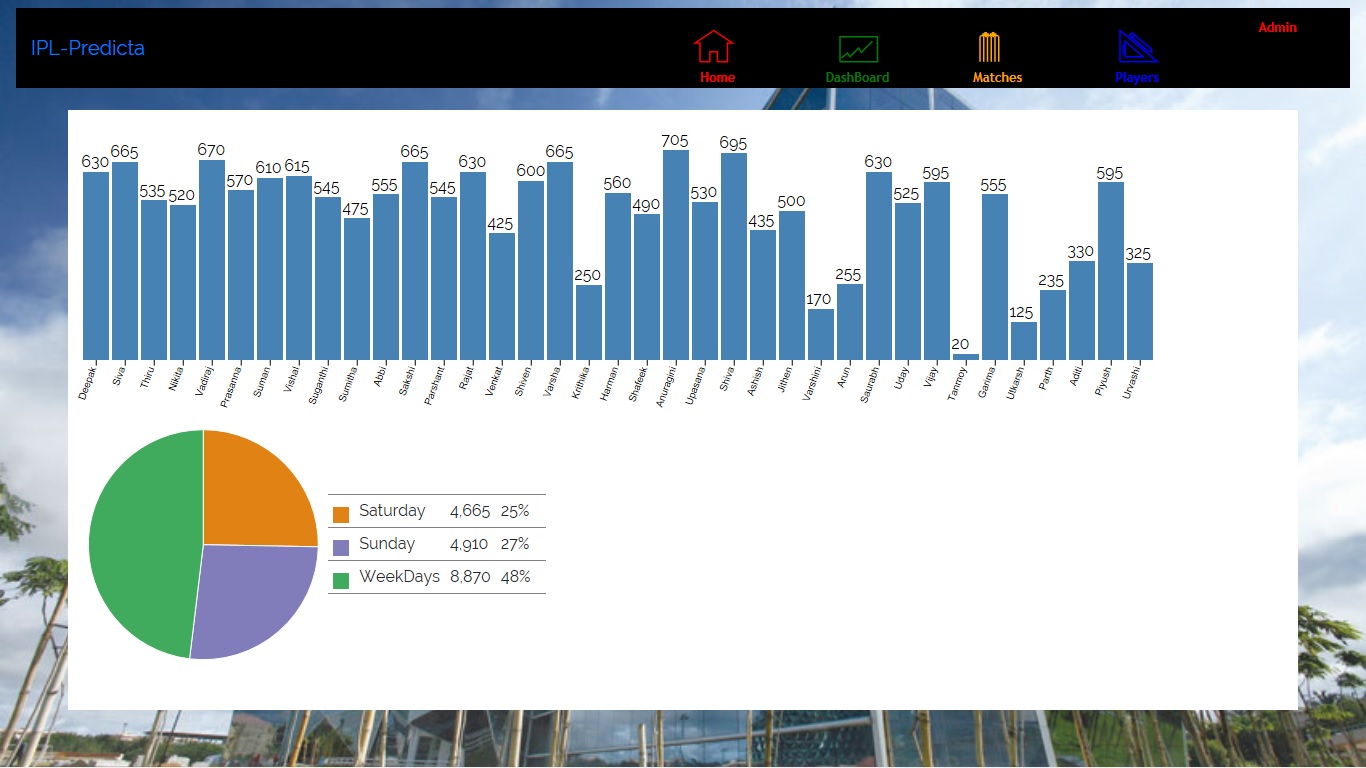 Admin
IPL-Predicta
Home DashBoard Matches Players
630 665 535 520 670 570 610 615 545 475 555 665 545 630 425 600 665 250 560 490 705 530 695 435 500 170 255 630 525 595 20 555 125 235 330 595 325
Deepak Siva Thiru Nikita Vadiraj Prasanna Suman Vishal Suganthi Sumitha Abbi Sakshi Parshant Rajat Venkat Shiven Varsha Krithika Harman Shafeek Anuragini Upasana Shiva Ashish Jithen Varshini Arun Saurabh Uday Vijay Tanmoy Garima Utkarsh Parth Aditi Piyush Urvashi
Saturday 4,665 25%
Sunday 4,910 27%
WeekDays 8,870 48%